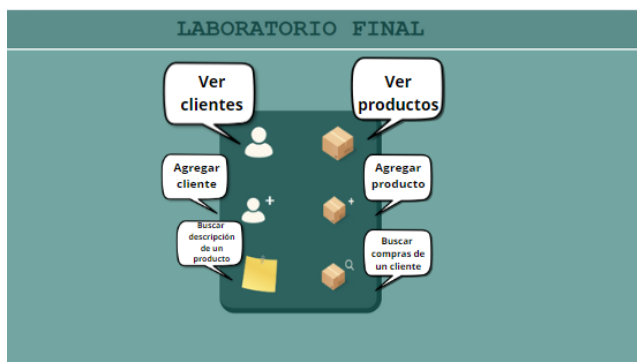 LABORATORIO FINAL
Ver
clientes
Ver
productos
Agregar
cliente
Agregar
producto
Buscar
descripción
de un
producto
Buscar
compras de
un cliente